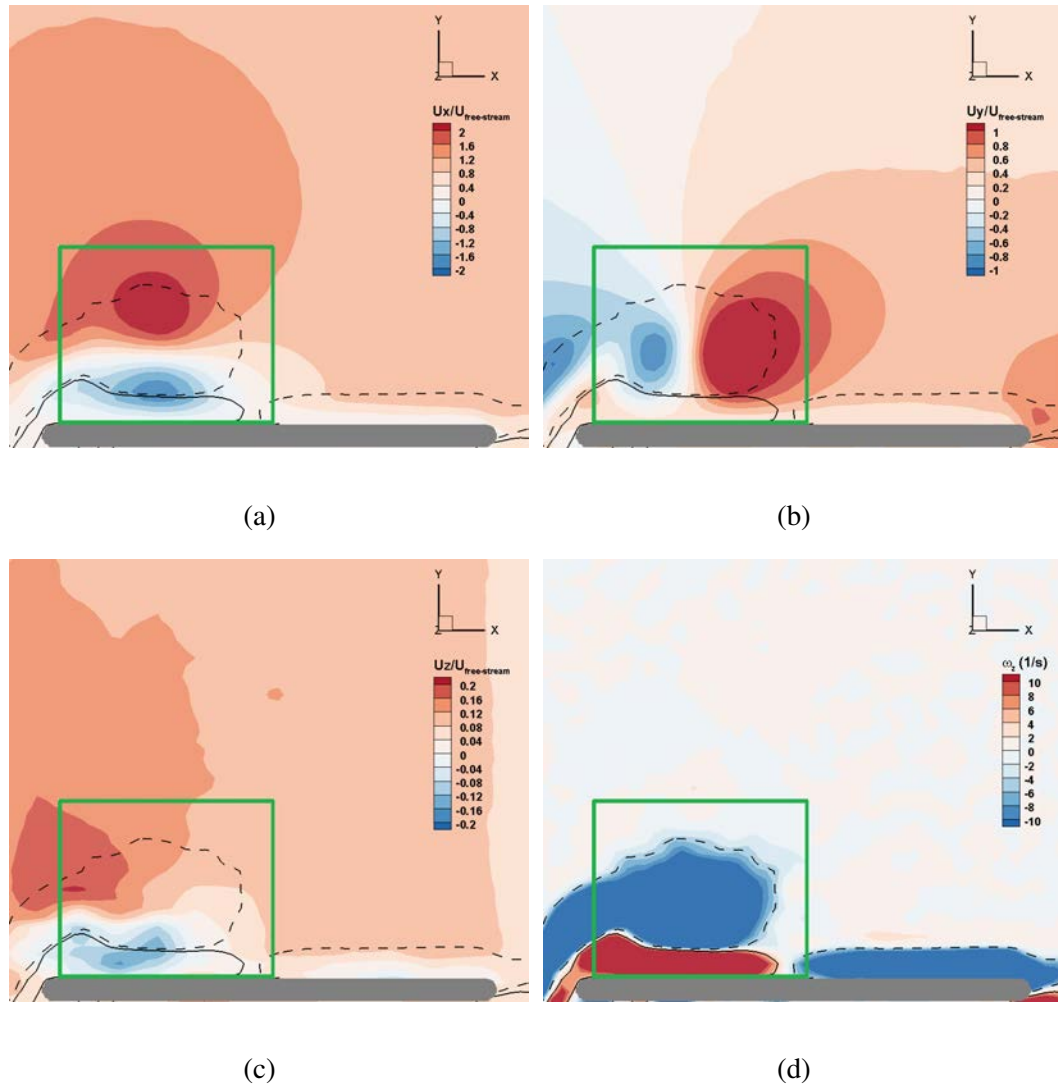 Y
Z X
Ux/U free-stream
2
1.6
1.2
0.8
0.4
0
-0.4
-0.8
-1.2
-1.6
-2
(a)
Y
Z X
Uy/U free-stream
1
0.8
0.6
0.4
0.2
0
-0.2
-0.4
-0.6
-0.8
-1
(b)
Y
Z X
Uz/U free-stream
0.2
0.16
0.12
0.08
0.04
0
-0.04
-0.08
-0.12
-0.16
-0.2
(c)
Y
Z X
ω_z (1/s)
10
8
6
4
2
0
-2
-4
-6
-8
-10
(d)